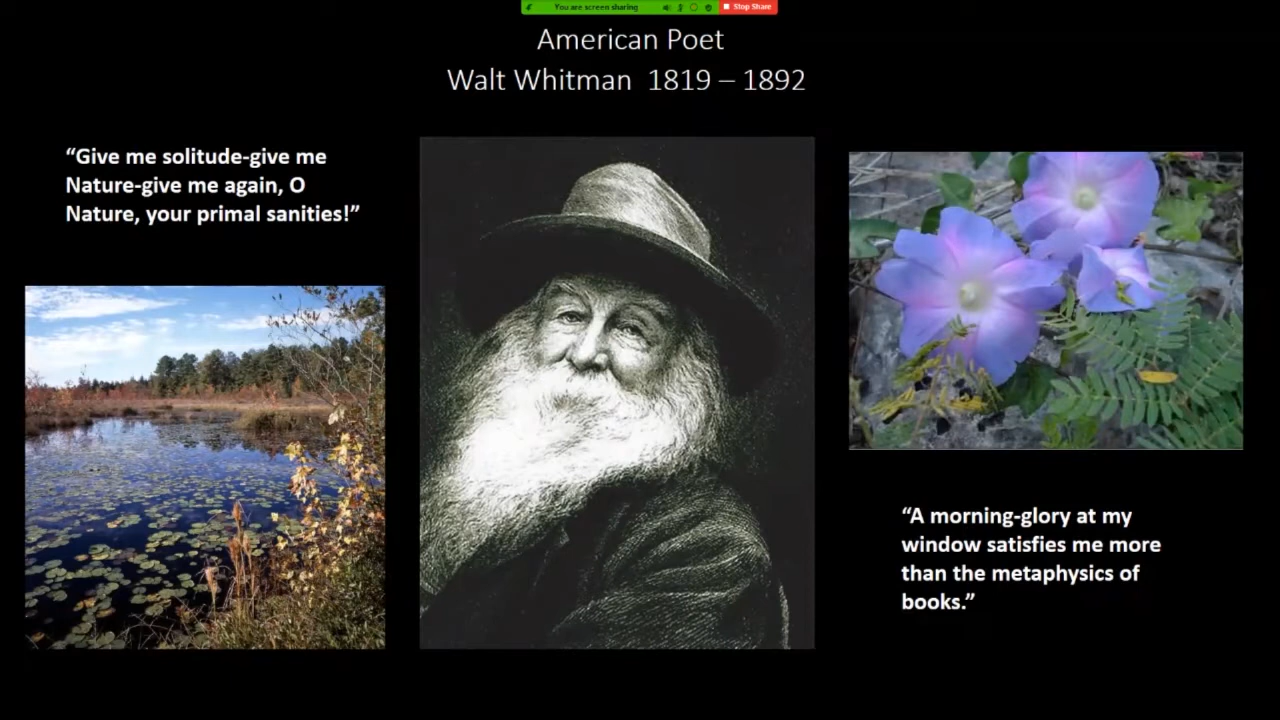 You are screen sharing
Stop Share
American Poet
Walt Whitman 1819 – 1892
“Give me solitude-give me
Nature-give me again, O
Nature, your primal sanities!”
“A morning-glory at my
window satisfies me more
than the metaphysics of
books.”